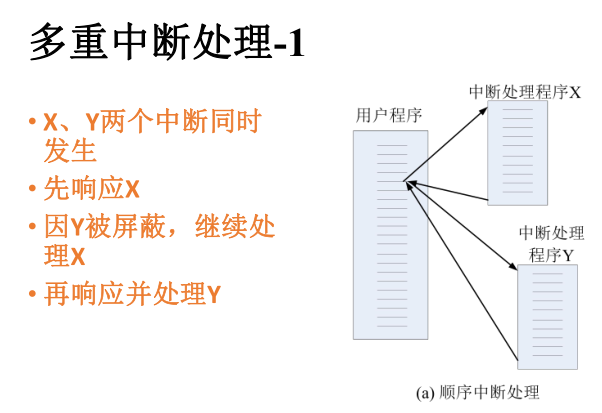 多重中断处理-1
• X、Y两个中断同时
发生
• 先响应X
• 因Y被屏蔽，继续处
理X
• 再响应并处理Y
用户程序
中断处理程序X
中断处理
程序Y
(a) 顺序中断处理